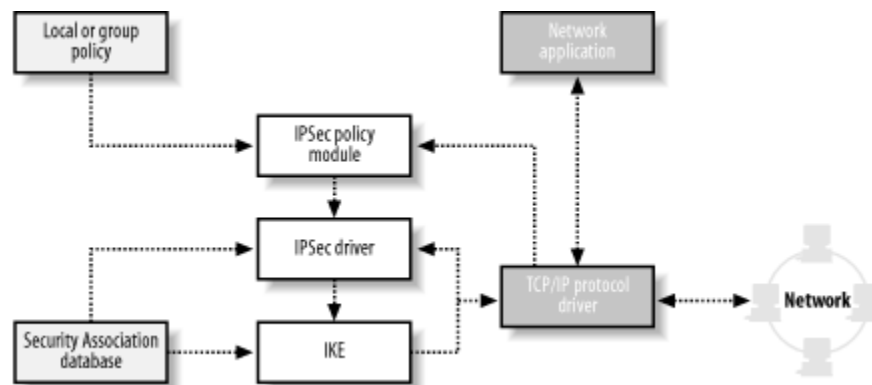 Local or group
policy
Network
application
IPSec policy
module
IPSec driver
TCP/IP protocol
driver
Network
Security Association
database
IKE